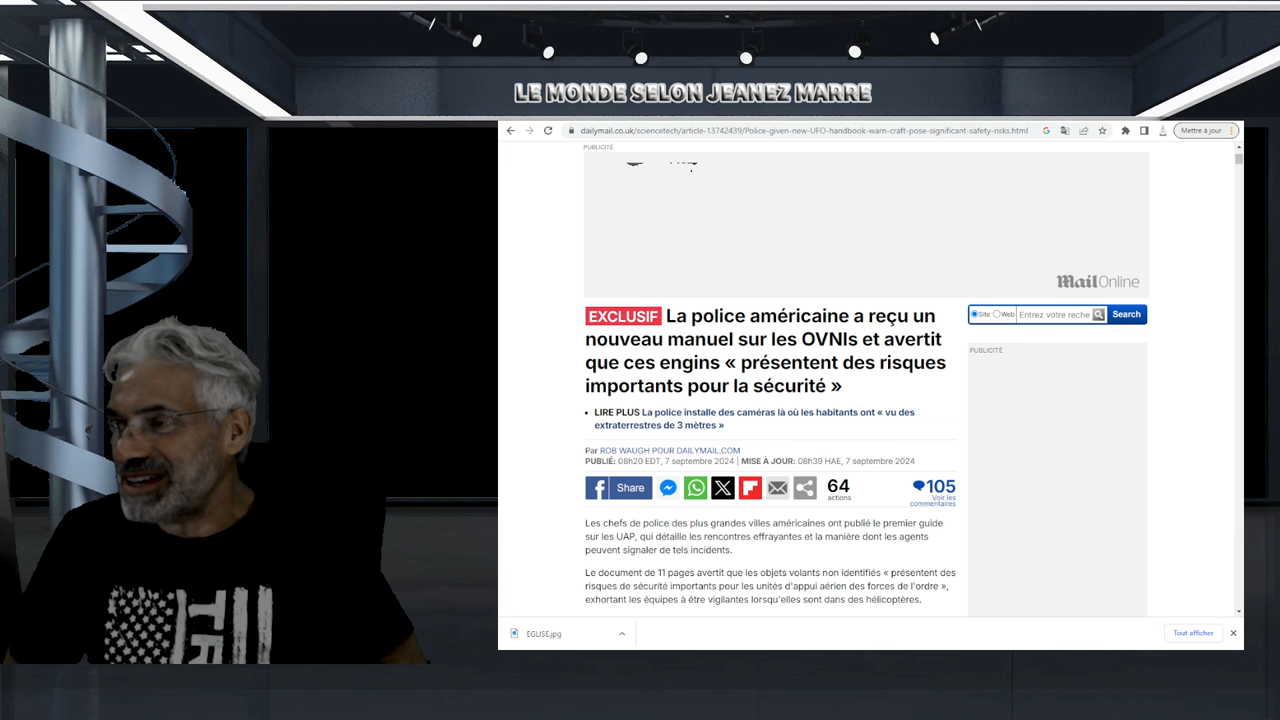 LE MONDE SELON JEANEZ MARRE
dailymail.co.uk/sciencetech/article-13742439/Police-given-new-UFO-handbook-warn-craft-pose-significant-safety-risks.html
Mettre à jour
PUBLICITÉ
Mail Online
EXCLUSIF La police américaine a reçu un
nouveau manuel sur les OVNIs et avertit
que ces engins « présentent des risques
importants pour la sécurité »
Site Web Entrez votre reche Search
PUBLICITÉ
• LIRE PLUS La police installe des caméras là où les habitants ont « vu des
extraterrestres de 3 mètres »
Par ROB WAUGH POUR DAILYMAIL.COM
PUBLIÉ: 08h20 EDT, 7 septembre 2024 | MISE À JOUR: 08h39 HAE, 7 septembre 2024
Share
64
actions
105
Voir les
commentaires
Les chefs de police des plus grandes villes américaines ont publié le premier guide
sur les UAP, qui détaille les rencontres effrayantes et la manière dont les agents
peuvent signaler de tels incidents.
Le document de 11 pages avertit que les objets volants non identifiés « présentent des
risques de sécurité importants pour les unités d'appui aérien des forces de l'ordre »,
exhortant les équipes à être vigilantes lorsqu'elles sont dans des hélicoptères.
EGLISE.jpg
Tout afficher
TR